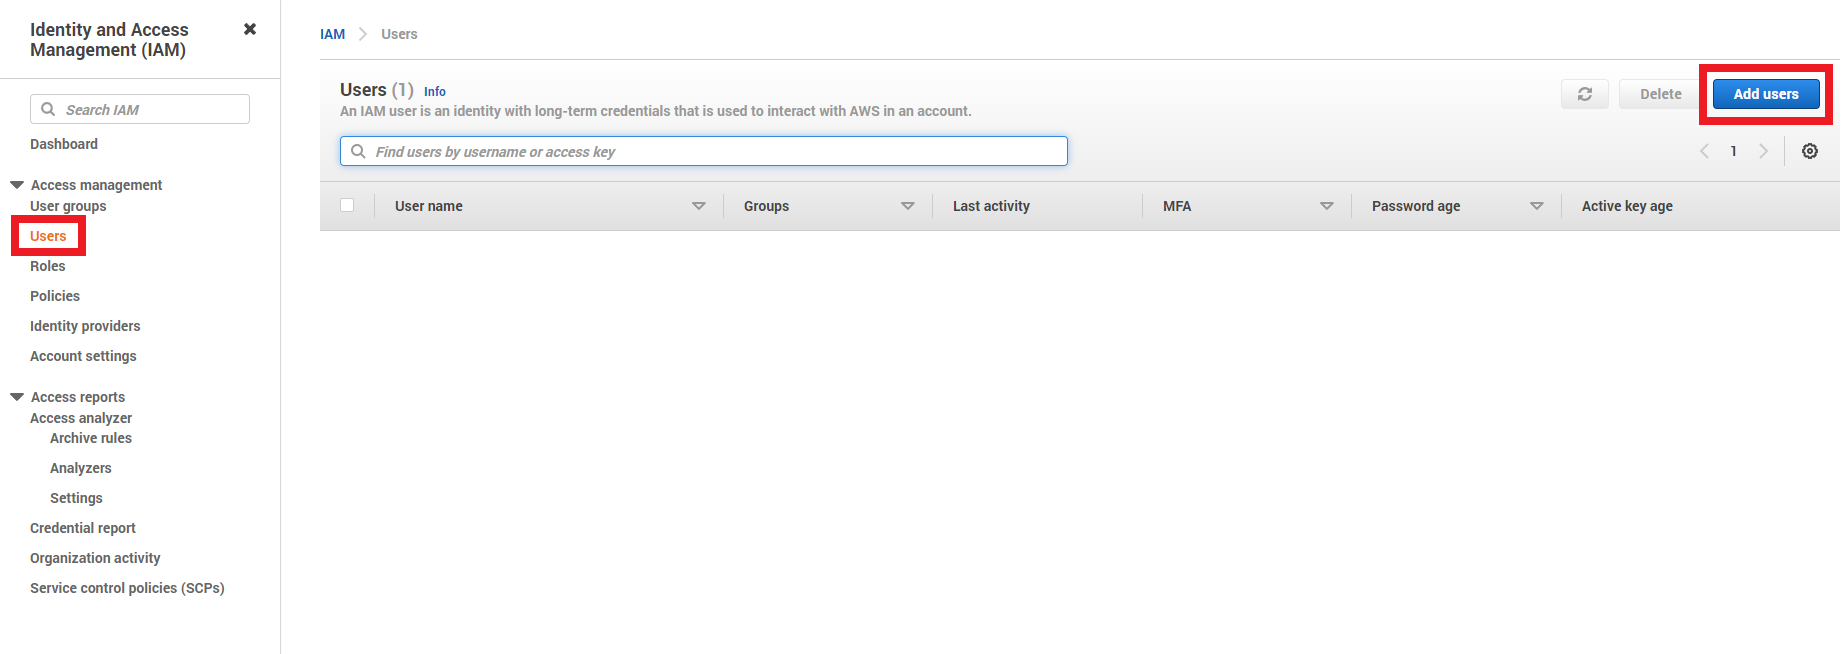 Identity and Access
Management (IAM)
Search IAM
Dashboard
Access management
User groups
Users
Roles
Policies
Identity providers
Account settings
Access reports
Access analyzer
Archive rules
Analyzers
Settings
Credential report
Organization activity
Service control policies (SCPs)
IAM Users
Users (1) Info
An IAM user is an identity with long-term credentials that is used to interact with AWS in an account.
Delete Add users
Find users by username or access key
1
User name Groups Last activity MFA Password age Active key age